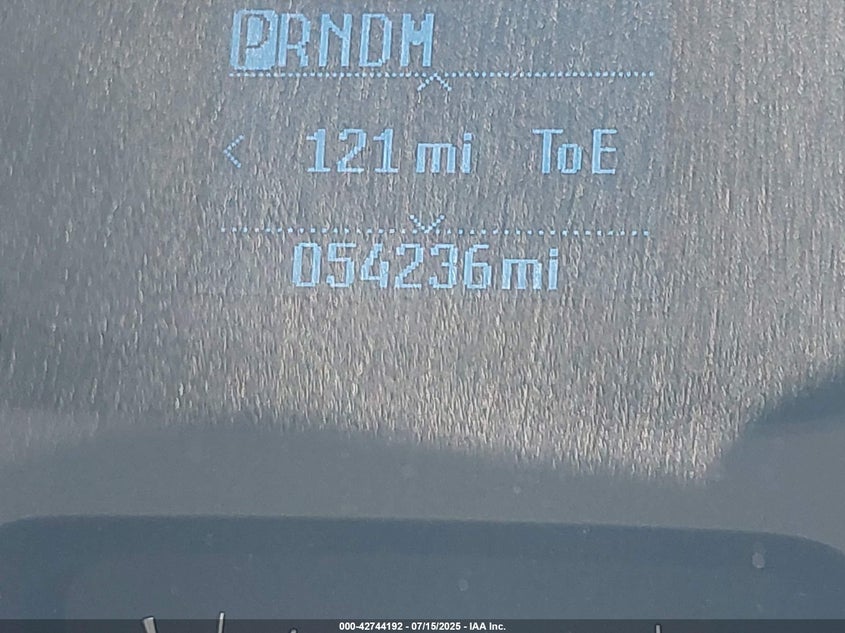 PRNDM
< 121 mi ToE
054236mi
000-42744192 - 07/15/2025 - IAA Inc.